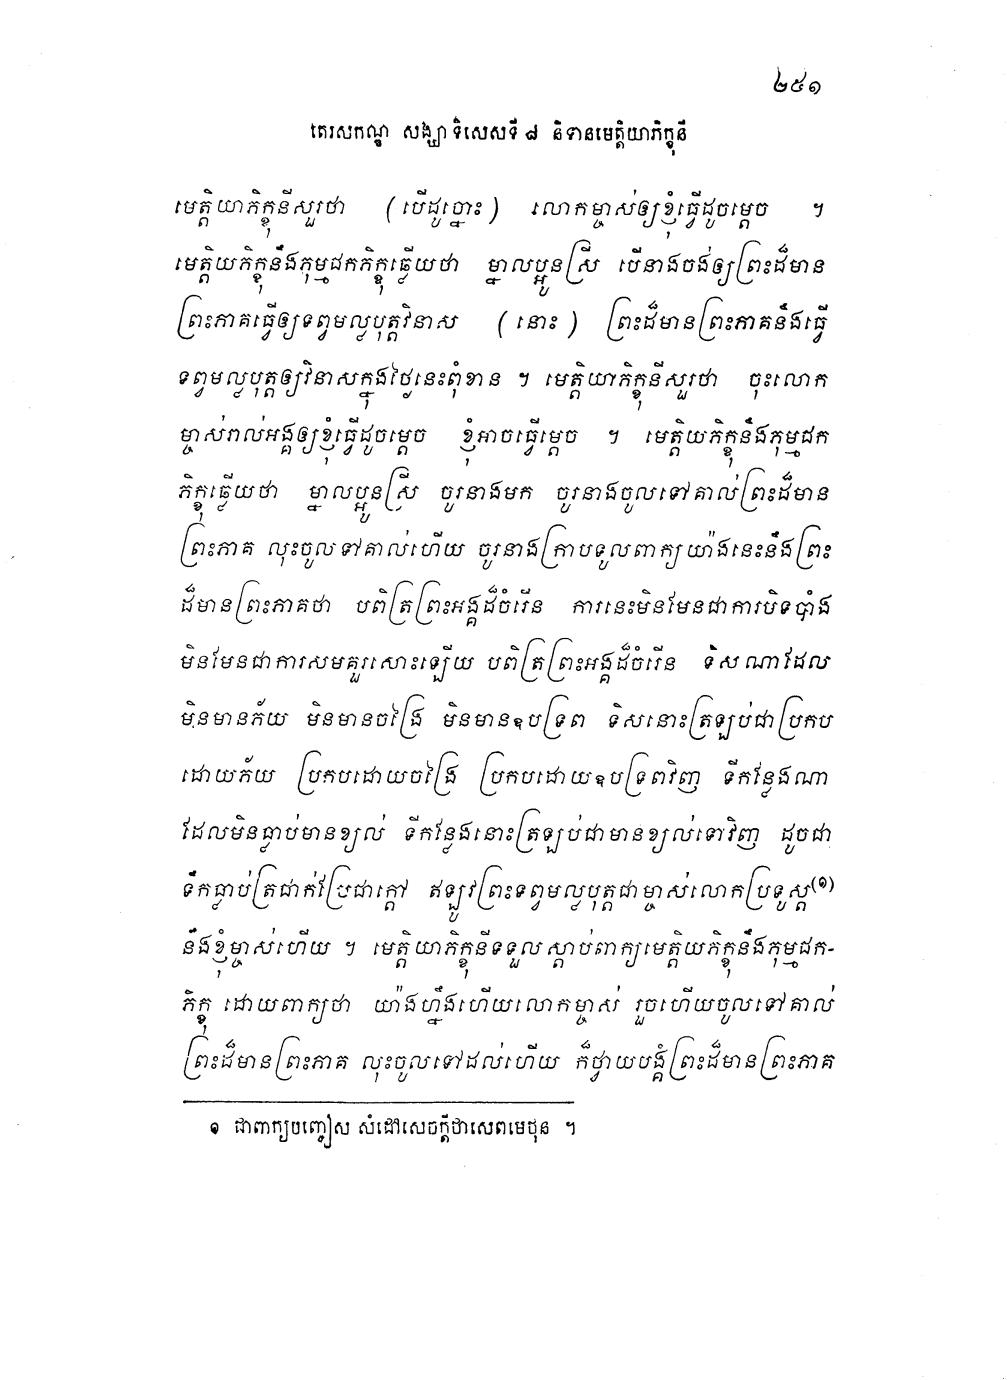 ២៥១
តេរសកណ្ឌ សង្ឃាទិសេសទី ៨ និទានមេត្តិយាភិក្ខុនី
មេត្តិយាភិក្ខុនីសួរថា (បើដូច្នោះ) លោកម្ចាស់ឲ្យខ្ញុំធ្វើដូចម្តេច ។
មេត្តិយភិក្ខុនឹងភុម្មជកភិក្ខុឆ្លើយថា ម្នាលប្អូនស្រី បើនាងចង់ឲ្យព្រះដ៏មាន
ព្រះភាគធ្វើឲ្យទព្វមល្លបុត្តវិនាស (នោះ) ព្រះដ៏មានព្រះភាគនឹងធ្វើ
ទព្វមល្លបុត្តឲ្យវិនាសក្នុងថ្ងៃនេះពុំខាន ។ មេត្តិយាភិក្ខុនីសួរថា ចុះលោក
ម្ចាស់រាល់អង្គឲ្យខ្ញុំធ្វើដូចម្តេច ខ្ញុំអាចធ្វើម្តេច ។ មេត្តិយភិក្ខុនឹងភុម្មជក
ភិក្ខុឆ្លើយថា ម្នាលប្អូនស្រី ចូរនាងមក ចូរនាងចូលទៅគាល់ព្រះដ៏មាន
ព្រះភាគ លុះចូលទៅគាល់ហើយ ចូរនាងក្រាបទូលពាក្យយ៉ាងនេះនឹងព្រះ
ដ៏មានព្រះភាគថា បពិត្រព្រះអង្គដ៏ចំរើន ការនេះមិនមែនជាការបិទបាំង
មិនមែនជាការសមគួរសោះឡើយ បពិត្រព្រះអង្គដ៏ចំរើន ទិសណាដែល
មិនមានភ័យ មិនមានចង្រៃ មិនមានឧបទ្រព ទិសនោះត្រឡប់ជាប្រកប
ដោយភ័យ ប្រកបដោយចង្រៃ ប្រកបដោយឧបទ្រពវិញ ទីកន្លែងណា
ដែលមិនធ្លាប់មានខ្យល់ ទីកន្លែងនោះត្រឡប់ជាមានខ្យល់ទៅវិញ ដូចជា
ទឹកធ្លាប់ត្រជាក់ប្រែជាក្តៅ ឥឡូវព្រះទព្វមល្លបុត្តជាម្ចាស់លោកប្រទូស្ត(១)
នឹងខ្ញុំម្ចាស់ហើយ ។ មេត្តិយាភិក្ខុនីទទួលស្តាប់ពាក្យមេត្តិយភិក្ខុនឹងភុម្មជក-
ភិក្ខុ ដោយពាក្យថា យ៉ាងហ្នឹងហើយលោកម្ចាស់ រួចហើយចូលទៅគាល់
ព្រះដ៏មានព្រះភាគ លុះចូលទៅដល់ហើយ ក៏ថ្វាយបង្គំព្រះដ៏មានព្រះភាគ
១ ជាពាក្យបញ្ឆៀស សំដៅសេចក្តីថាសេពមេថុន ។